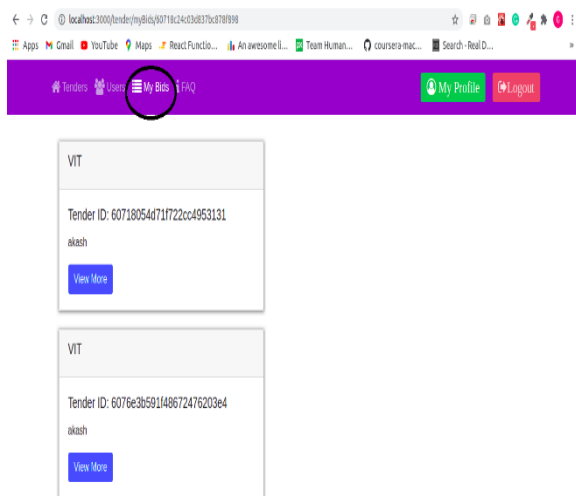 localhost:3000/tender/myBids/60718c24c03d837bc878f998
Apps M Gmail YouTube Maps React Functio... An awesome li... Team Human... coursera-mac... Search - Real D... »
Tenders Users My Bids FAQ My Profile Logout
VIT
Tender ID: 60718054d71f722cc4953131
akash
View More
VIT
Tender ID: 6076e3b591f48672476203e4
akash
View More